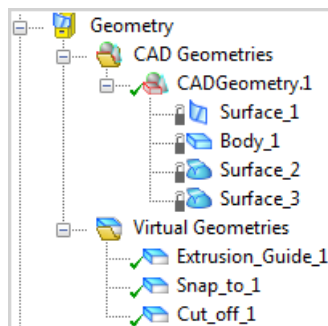 Geometry
CAD Geometries
CADGeometry.1
Surface_1
Body_1
Surface_2
Surface_3
Virtual Geometries
Extrusion_Guide_1
Snap_to_1
Cut_off_1